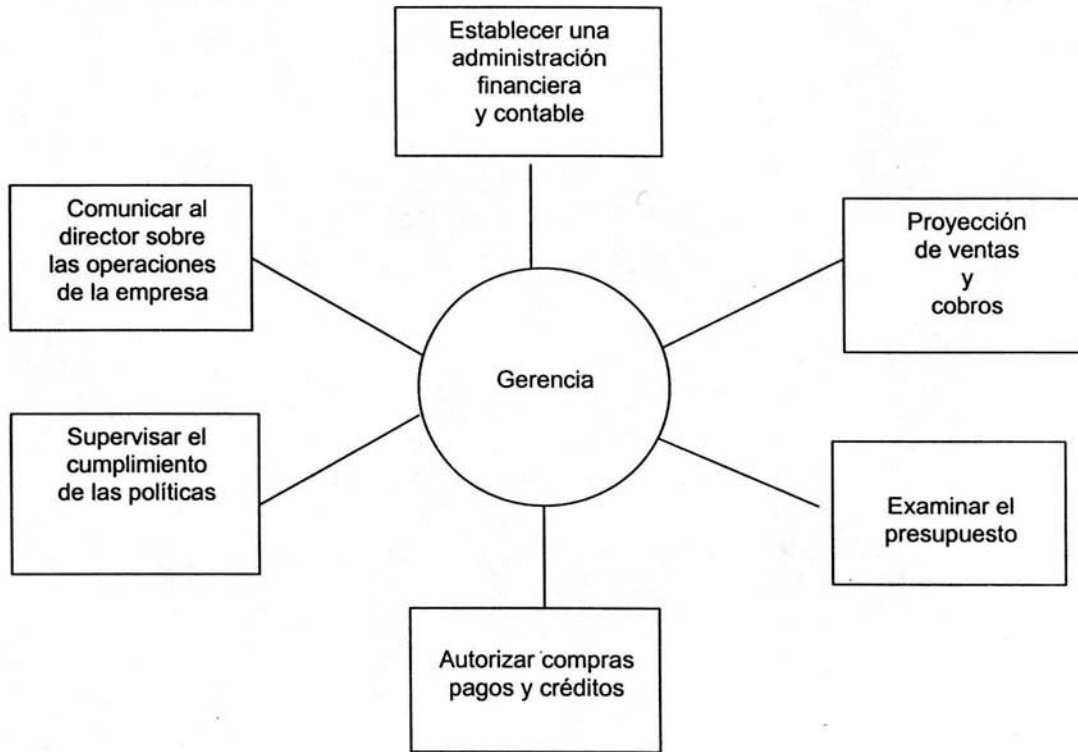 Establecer una
administración
financiera
y contable
Comunicar al
director sobre
las operaciones
de la empresa
Proyección
de ventas
y
cobros
Gerencia
Supervisar el
cumplimiento
de las políticas
Examinar el
presupuesto
Autorizar compras
pagos y créditos